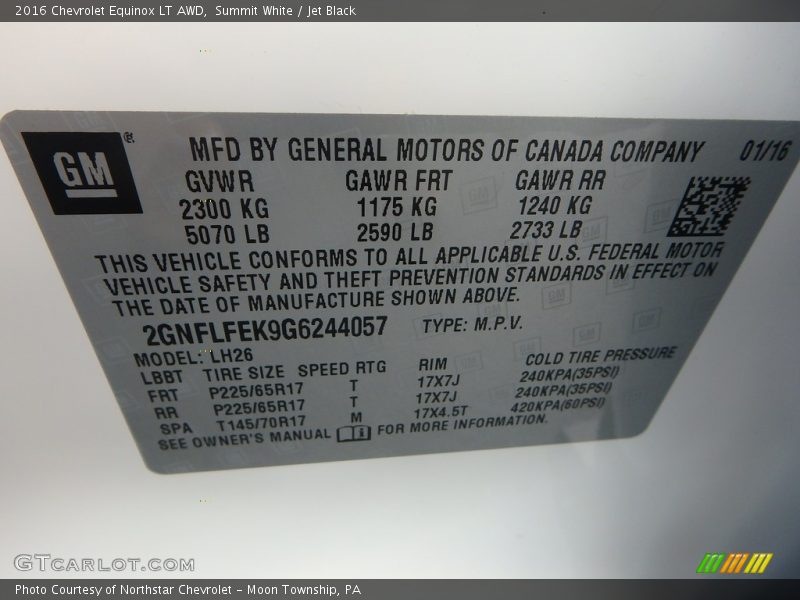 2016 Chevrolet Equinox LT AWD, Summit White / Jet Black
GM ®
MFD BY GENERAL MOTORS OF CANADA COMPANY 01/16
GVWR GAWR FRT GAWR RR
2300 KG 1175 KG 1240 KG
5070 LB 2590 LB 2733 LB
THIS VEHICLE CONFORMS TO ALL APPLICABLE U.S. FEDERAL MOTOR
VEHICLE SAFETY AND THEFT PREVENTION STANDARDS IN EFFECT ON
THE DATE OF MANUFACTURE SHOWN ABOVE.
2GNFLFEK9G6244057 TYPE: M.P.V.
MODEL: LH26
LBBT TIRE SIZE SPEED RTG RIM COLD TIRE PRESSURE
FRT P225/65R17 T 17X7J 240KPA(35PSI)
RR P225/65R17 T 17X7J 240KPA(35PSI)
SPA T145/70R17 M 17X4.5T 420KPA(60PSI)
SEE OWNER'S MANUAL FOR MORE INFORMATION.
GTCARLOT.COM
Photo Courtesy of Northstar Chevrolet - Moon Township, PA